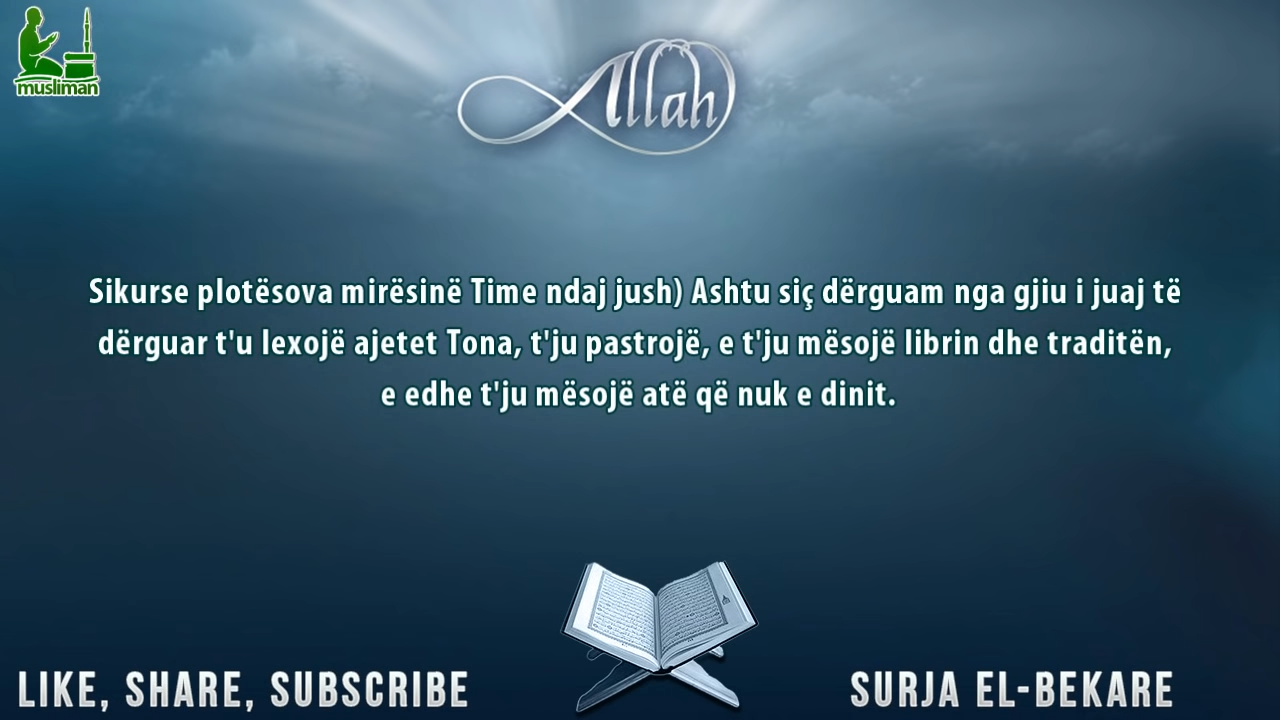 musliman
Allah
Sikurse plotësova mirësinë Time ndaj jush) Ashtu siç dërguam nga gjiu i juaj të
dërguar t'u lexojë ajetet Tona, t'ju pastrojë, e t'ju mësojë librin dhe traditën,
e edhe t'ju mësojë atë që nuk e dinit.
LIKE, SHARE, SUBSCRIBE
SURJA EL-BEKARE